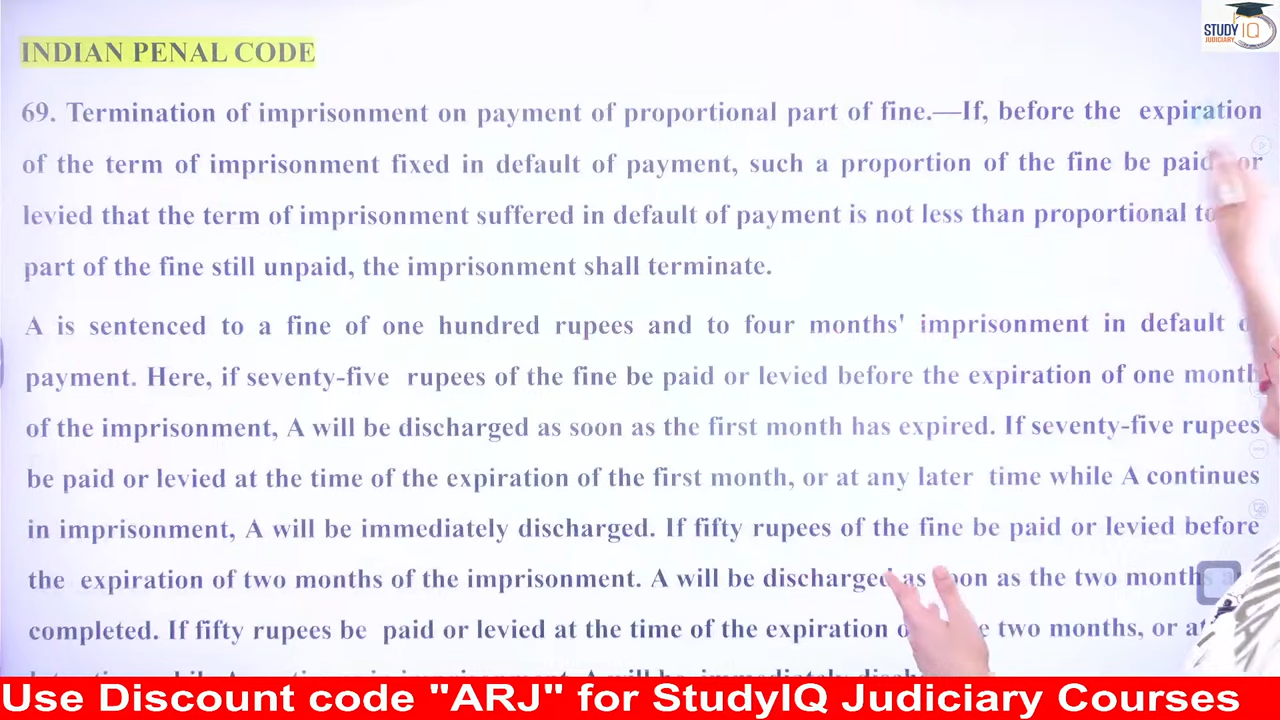 STUDY IQ
JUDICIARY
INDIAN PENAL CODE
69. Termination of imprisonment on payment of proportional part of fine.—If, before the expiration
of the term of imprisonment fixed in default of payment, such a proportion of the fine be paid or
levied that the term of imprisonment suffered in default of payment is not less than proportional to
part of the fine still unpaid, the imprisonment shall terminate.
A is sentenced to a fine of one hundred rupees and to four months' imprisonment in default
payment. Here, if seventy-five rupees of the fine be paid or levied before the expiration of one month
of the imprisonment, A will be discharged as soon as the first month has expired. If seventy-five rupees
be paid or levied at the time of the expiration of the first month, or at any later time while A continues
in imprisonment, A will be immediately discharged. If fifty rupees of the fine be paid or levied before
the expiration of two months of the imprisonment. A will be discharged as soon as the two months
completed. If fifty rupees be paid or levied at the time of the expiration two months, or at
A will be immediately
Use Discount code "ARJ" for StudyIQ Judiciary Courses